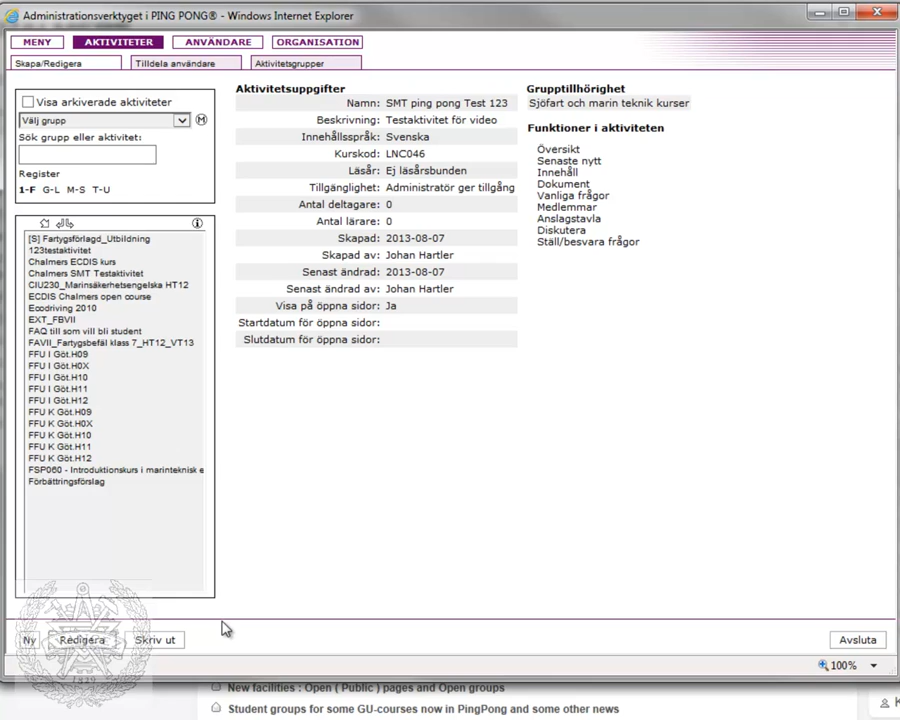 Administrationsverktyget i PING PONG® - Windows Internet Explorer
MENY AKTIVITETER ANVÄNDARE ORGANISATION
Skapa/Redigera Tilldela användare Aktivitetsgrupper
Visa arkiverade aktiviteter
Välj grupp M
Sök grupp eller aktivitet:
Register
1-F G-L M-S T-U
[S] Fartygsförlagd_Utbildning
123testaktivitet
Chalmers ECDIS kurs
Chalmers SMT Testaktivitet
CIU230_Marinsäkerhetsengelska HT12
ECDIS Chalmers open course
Ecodriving 2010
EXT_FBVII
FAQ till som vill bli student
FAVII_Fartygsbefäl klass 7_HT12_VT13
FFU I Göt.H09
FFU I Göt.H0X
FFU I Göt.H10
FFU I Göt.H11
FFU I Göt.H12
FFU K Göt.H09
FFU K Göt.H0X
FFU K Göt.H10
FFU K Göt.H11
FFU K Göt.H12
FSP060 - Introduktionskurs i marinteknisk e
Förbättringsförslag
Aktivitetsuppgifter
Namn: SMT ping pong Test 123
Beskrivning: Testaktivitet för video
Innehållsspråk: Svenska
Kurskod: LNC046
Läsår: Ej läsårsbunden
Tillgänglighet: Administratör ger tillgång
Antal deltagare: 0
Antal lärare: 0
Skapad: 2013-08-07
Skapad av: Johan Hartler
Senast ändrad: 2013-08-07
Senast ändrad av: Johan Hartler
Visa på öppna sidor: Ja
Startdatum för öppna sidor:
Slutdatum för öppna sidor:
Grupptillhörighet
Sjöfart och marin teknik kurser
Funktioner i aktiviteten
Översikt
Senaste nytt
Innehåll
Dokument
Vanliga frågor
Medlemmar
Anslagstavla
Diskutera
Ställ/besvara frågor
Ny Redigera Skriv ut Avsluta
100%
1829
New facilities : Open ( Public ) pages and Open groups
Student groups for some GU-courses now in PingPong and some other news